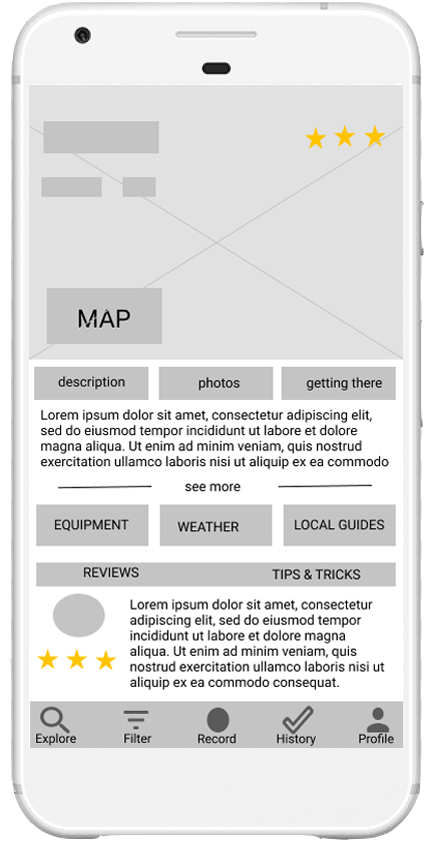 MAP
description photos getting there
Lorem ipsum dolor sit amet, consectetur adipiscing elit,
sed do eiusmod tempor incididunt ut labore et dolore
magna aliqua. Ut enim ad minim veniam, quis nostrud
exercitation ullamco laboris nisi ut aliquip ex ea commodo
see more
EQUIPMENT WEATHER LOCAL GUIDES
REVIEWS TIPS & TRICKS
Lorem ipsum dolor sit amet, consectetur
adipiscing elit, sed do eiusmod tempor
incididunt ut labore et dolore magna
aliqua. Ut enim ad minim veniam, quis
nostrud exercitation ullamco laboris nisi ut
aliquip ex ea commodo consequat.
Explore Filter Record History Profile